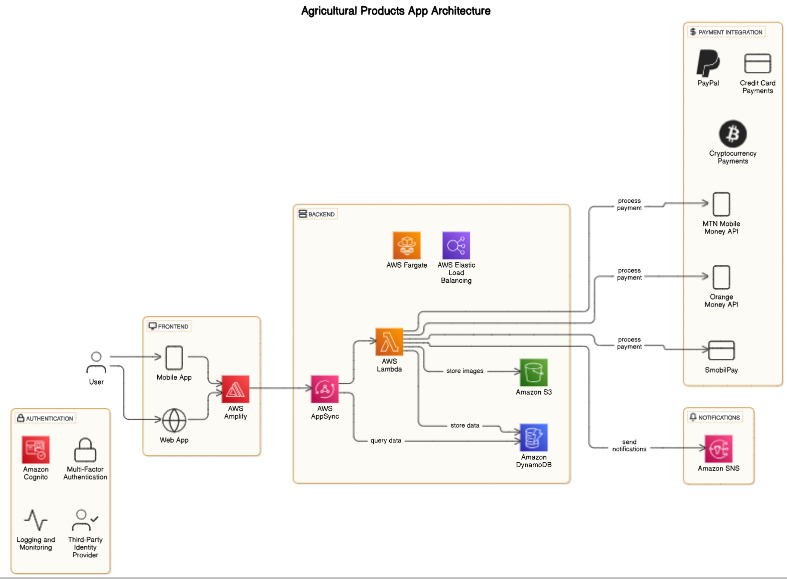 Agricultural Products App Architecture
PAYMENT INTEGRATION
PayPal
Credit Card
Payments
Cryptocurrency
Payments
process
payment
MTN Mobile
Money API
process
payment
Orange
Money API
process
payment
SmobilPay
BACKEND
AWS Fargate
AWS Elastic
Load
Balancing
AWS
Lambda
store images
Amazon S3
AWS
AppSync
store data
query data
Amazon
DynamoDB
FRONTEND
User
Mobile App
Web App
AWS
Amplify
NOTIFICATIONS
send
notifications
Amazon SNS
AUTHENTICATION
Amazon
Cognito
Multi-Factor
Authentication
Logging and
Monitoring
Third-Party
Identity
Provider